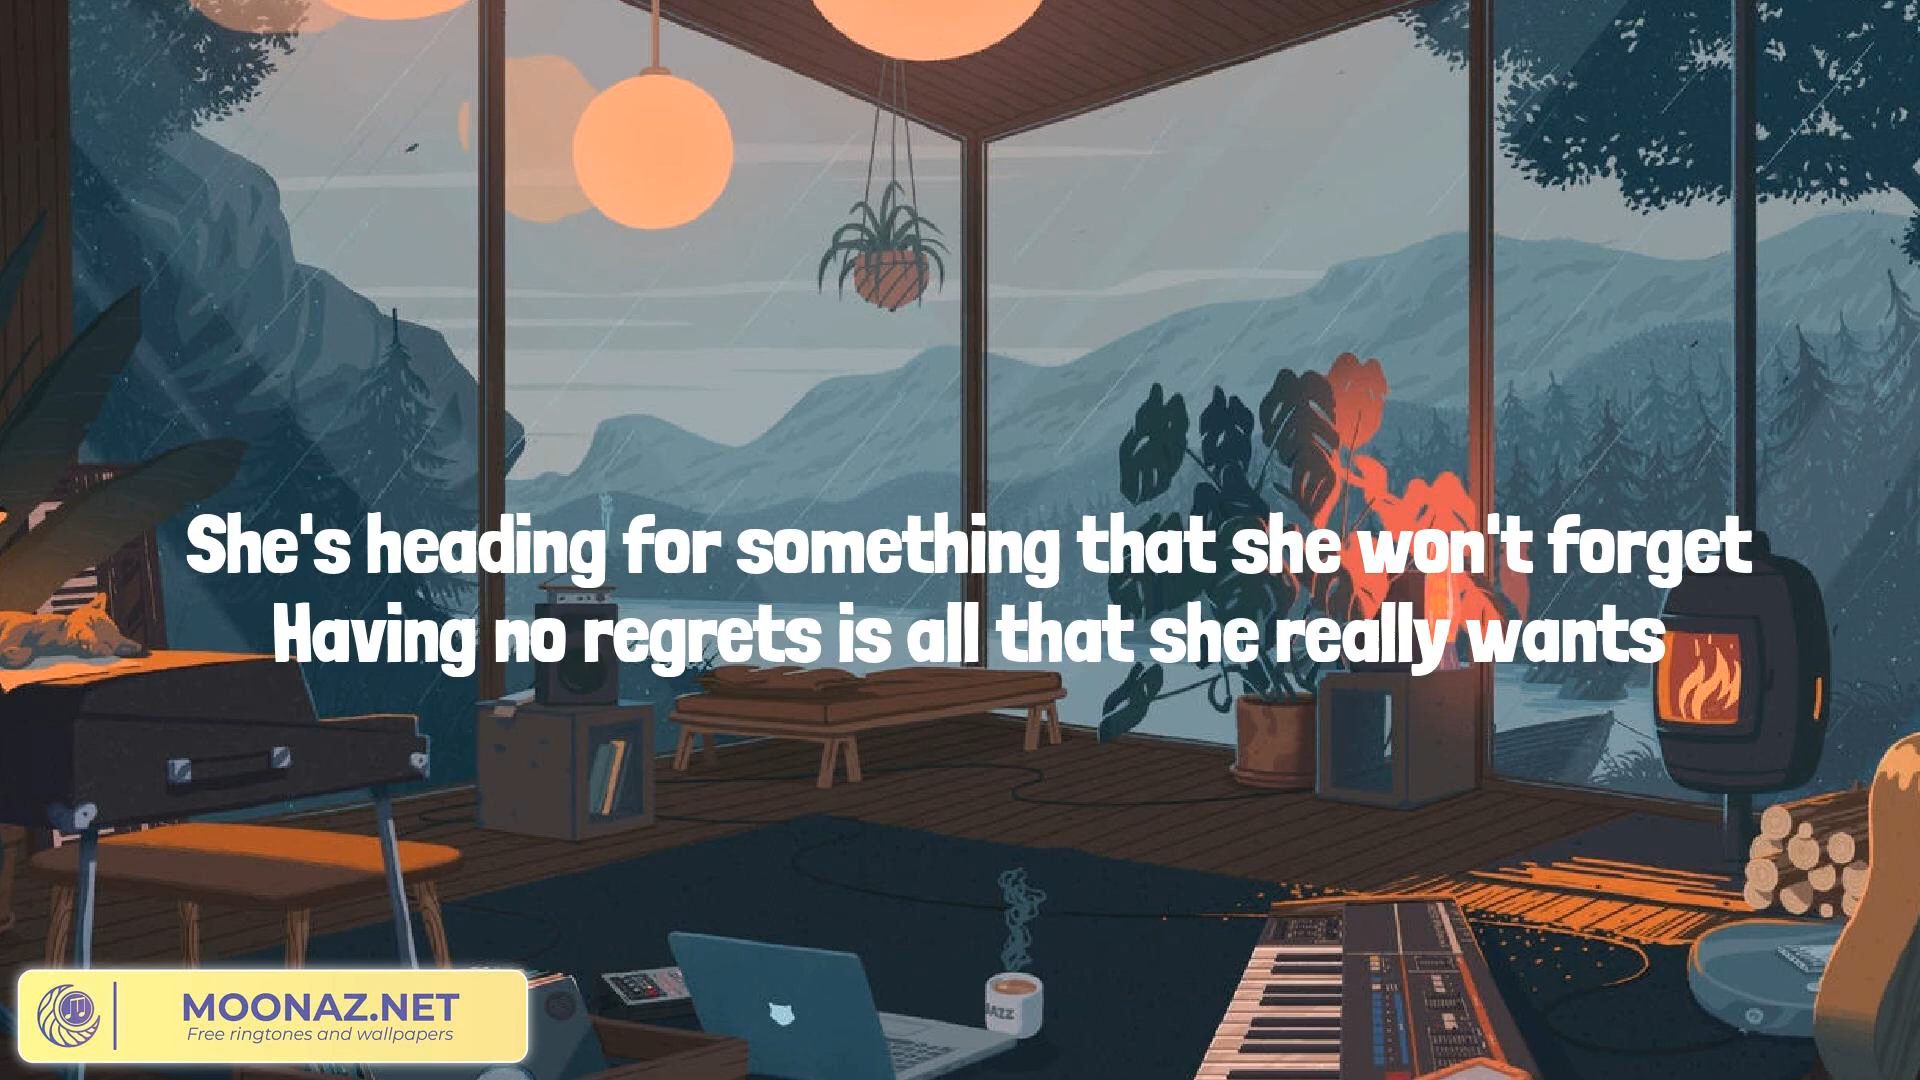 She's heading for something that she won't forget
Having no regrets is all that she really wants
JAZZ
MOONAZ.NET
Free ringtones and wallpapers